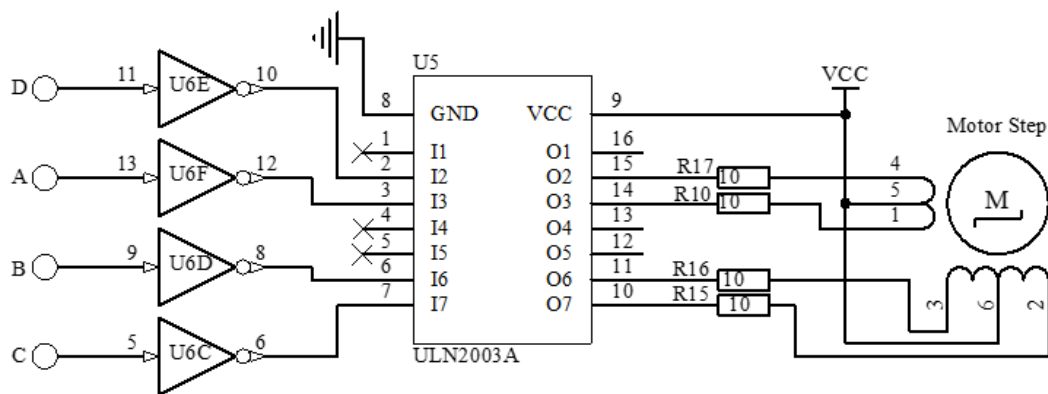 U5
D 11 U6E 10
VCC
8 GND VCC 9
Motor Step
1 I1 O1 16
A 13 U6F 12
2 I2 O2 15 R17 10 4
3 I3 O3 14 R10 10 5
4 I4 O4 13 1
M
5 I5 O5 12
B 9 U6D 8
6 I6 O6 11 R16 10
7 I7 O7 10 R15 10
3 6 2
C 5 U6C 6
ULN2003A